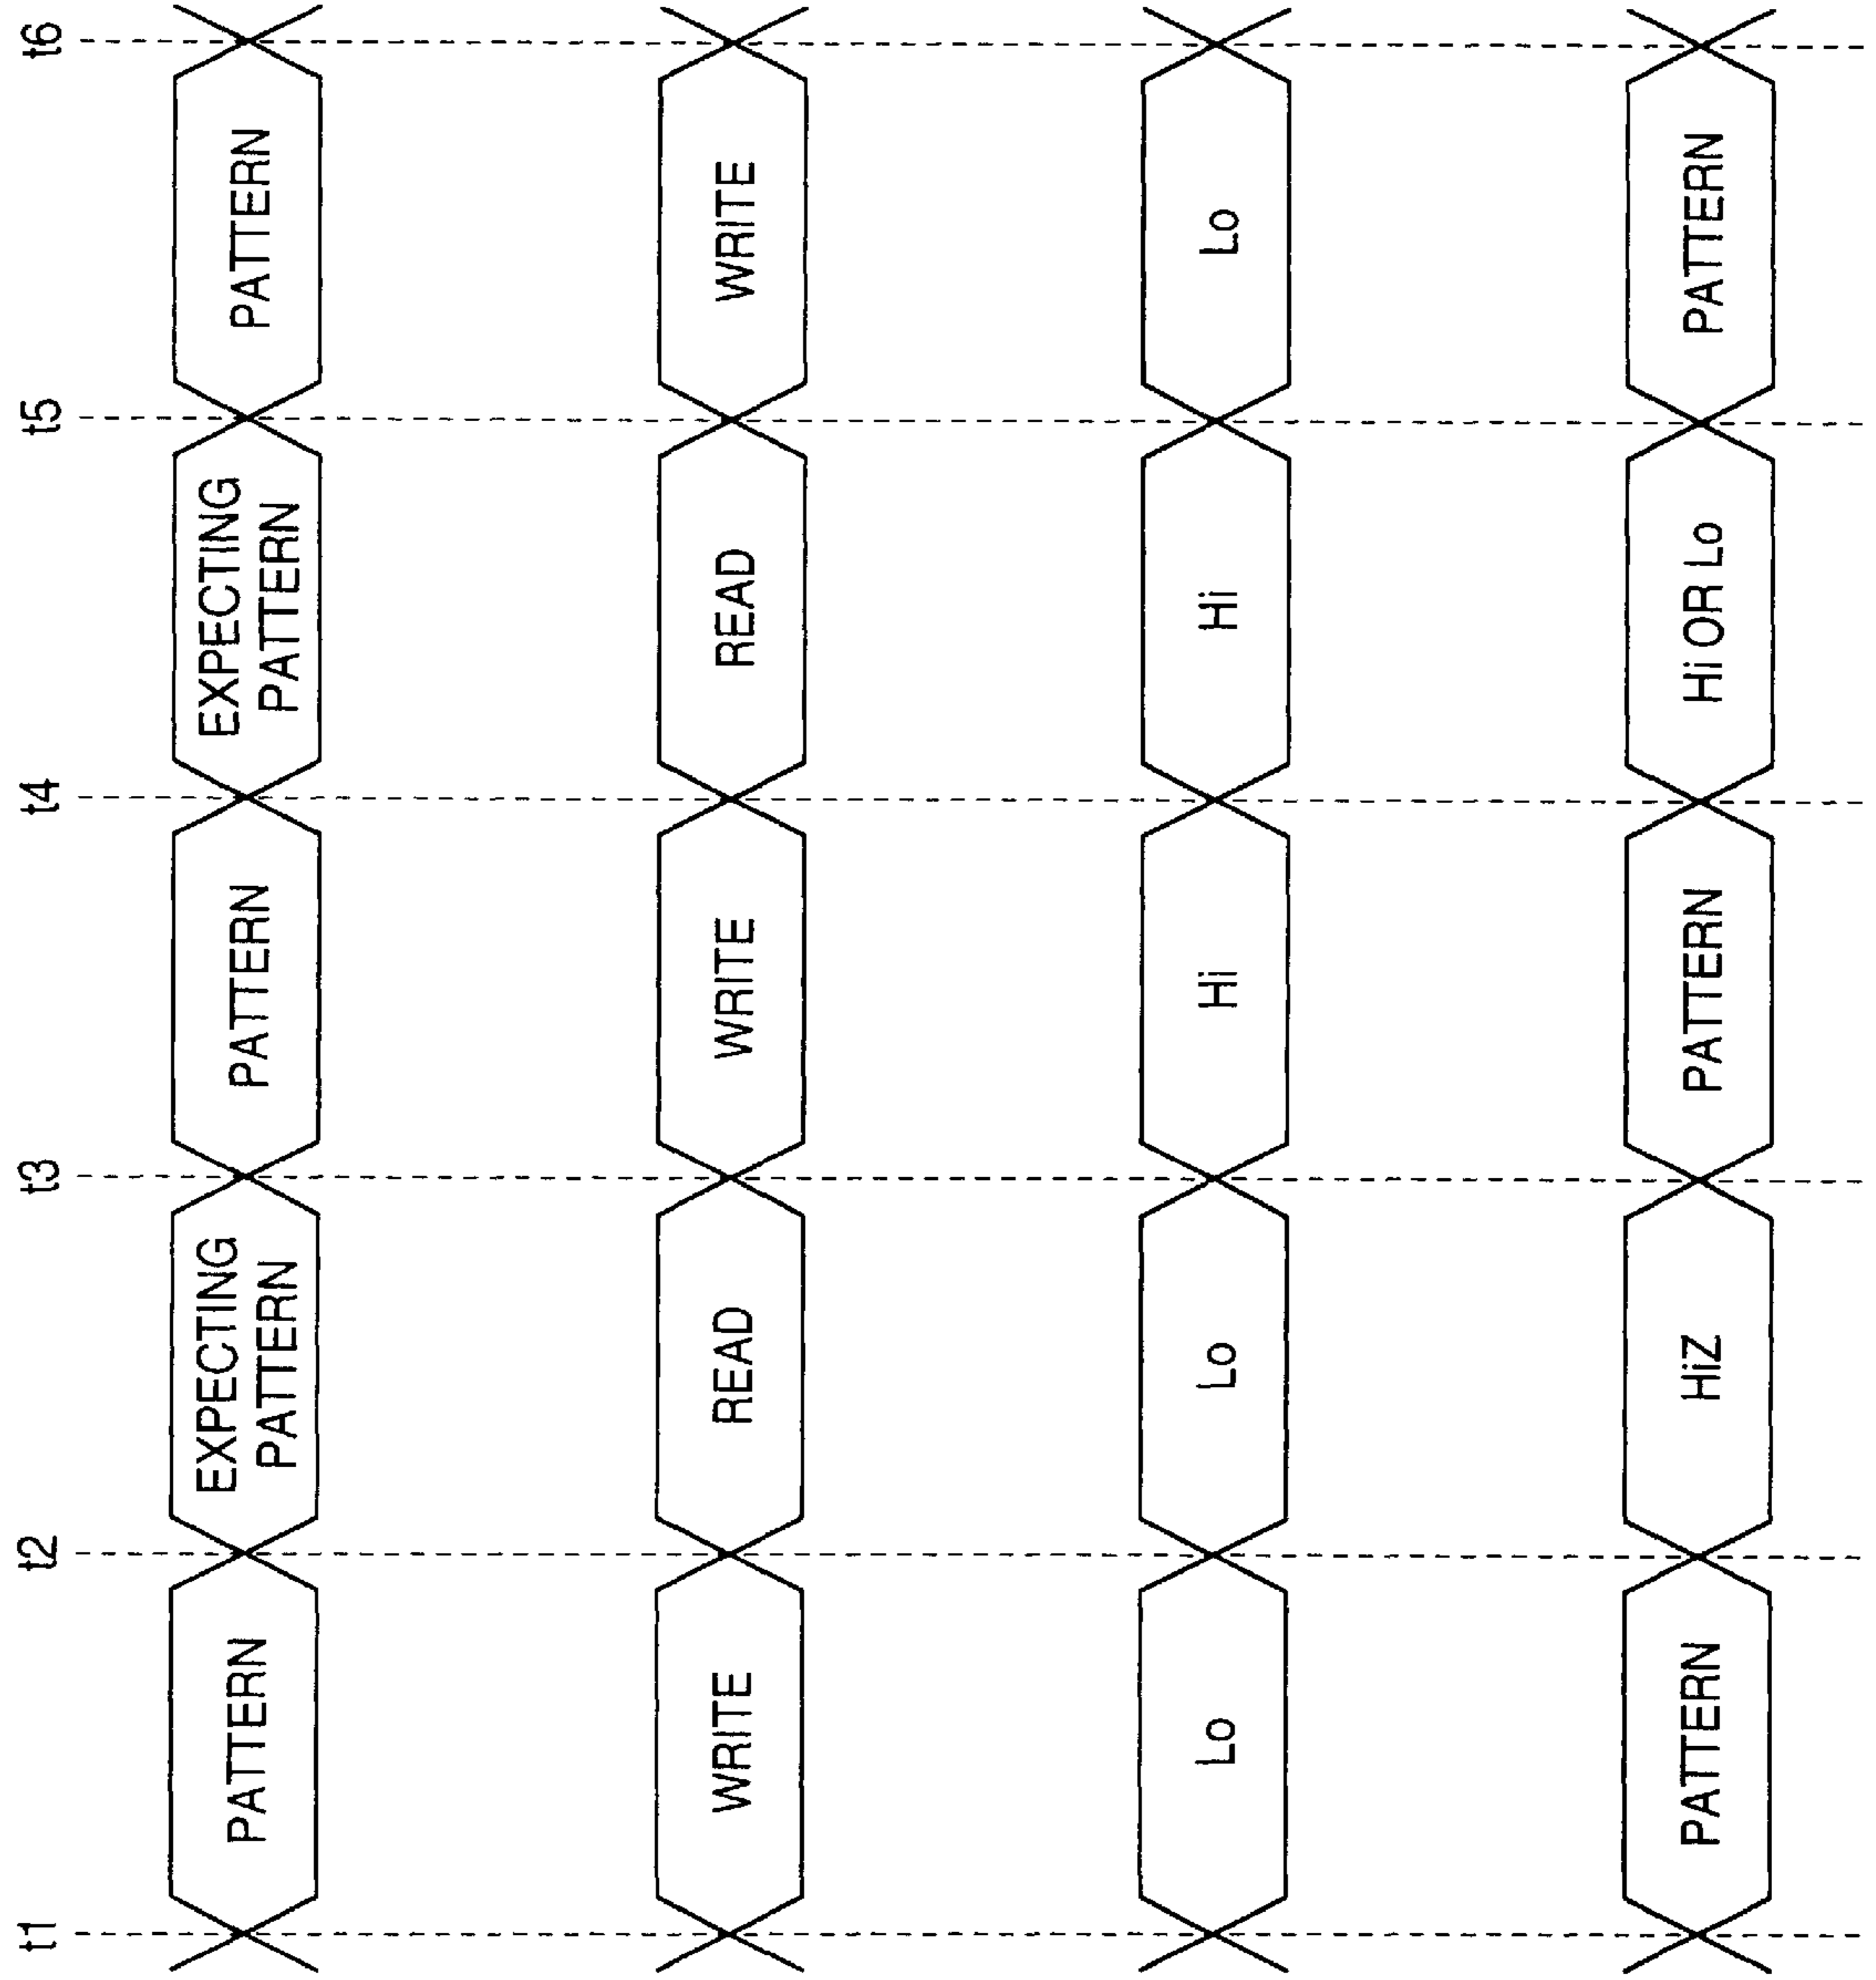 t1
t2
t3
t4
t5
t6
PATTERN
EXPECTING
PATTERN
PATTERN
EXPECTING
PATTERN
PATTERN
WRITE
READ
WRITE
READ
WRITE
Lo
Lo
Hi
Hi
Lo
PATTERN
HiZ
PATTERN
Hi OR Lo
PATTERN